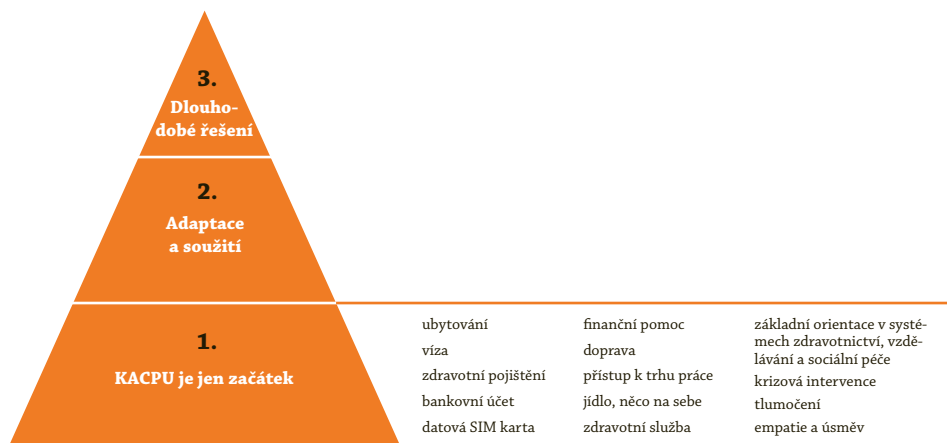 3.
Dlouho-
dobé řešení
2.
Adaptace
a soužití
1.
KACPU je jen začátek
ubytování
víza
zdravotní pojištění
bankovní účet
datová SIM karta
finanční pomoc
doprava
přístup k trhu práce
jídlo, něco na sebe
zdravotní služba
základní orientace v systé-
mech zdravotnictví, vzdě-
lávání a sociální péče
krizová intervence
tlumočení
empatie a úsměv